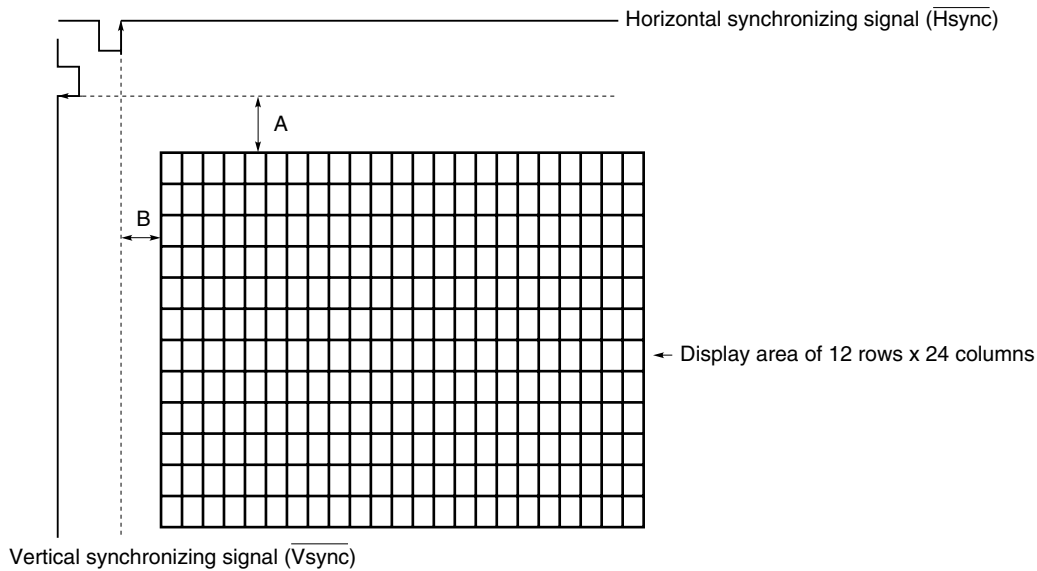 Horizontal synchronizing signal (Hsync)
A
B
Display area of 12 rows x 24 columns
Vertical synchronizing signal (Vsync)